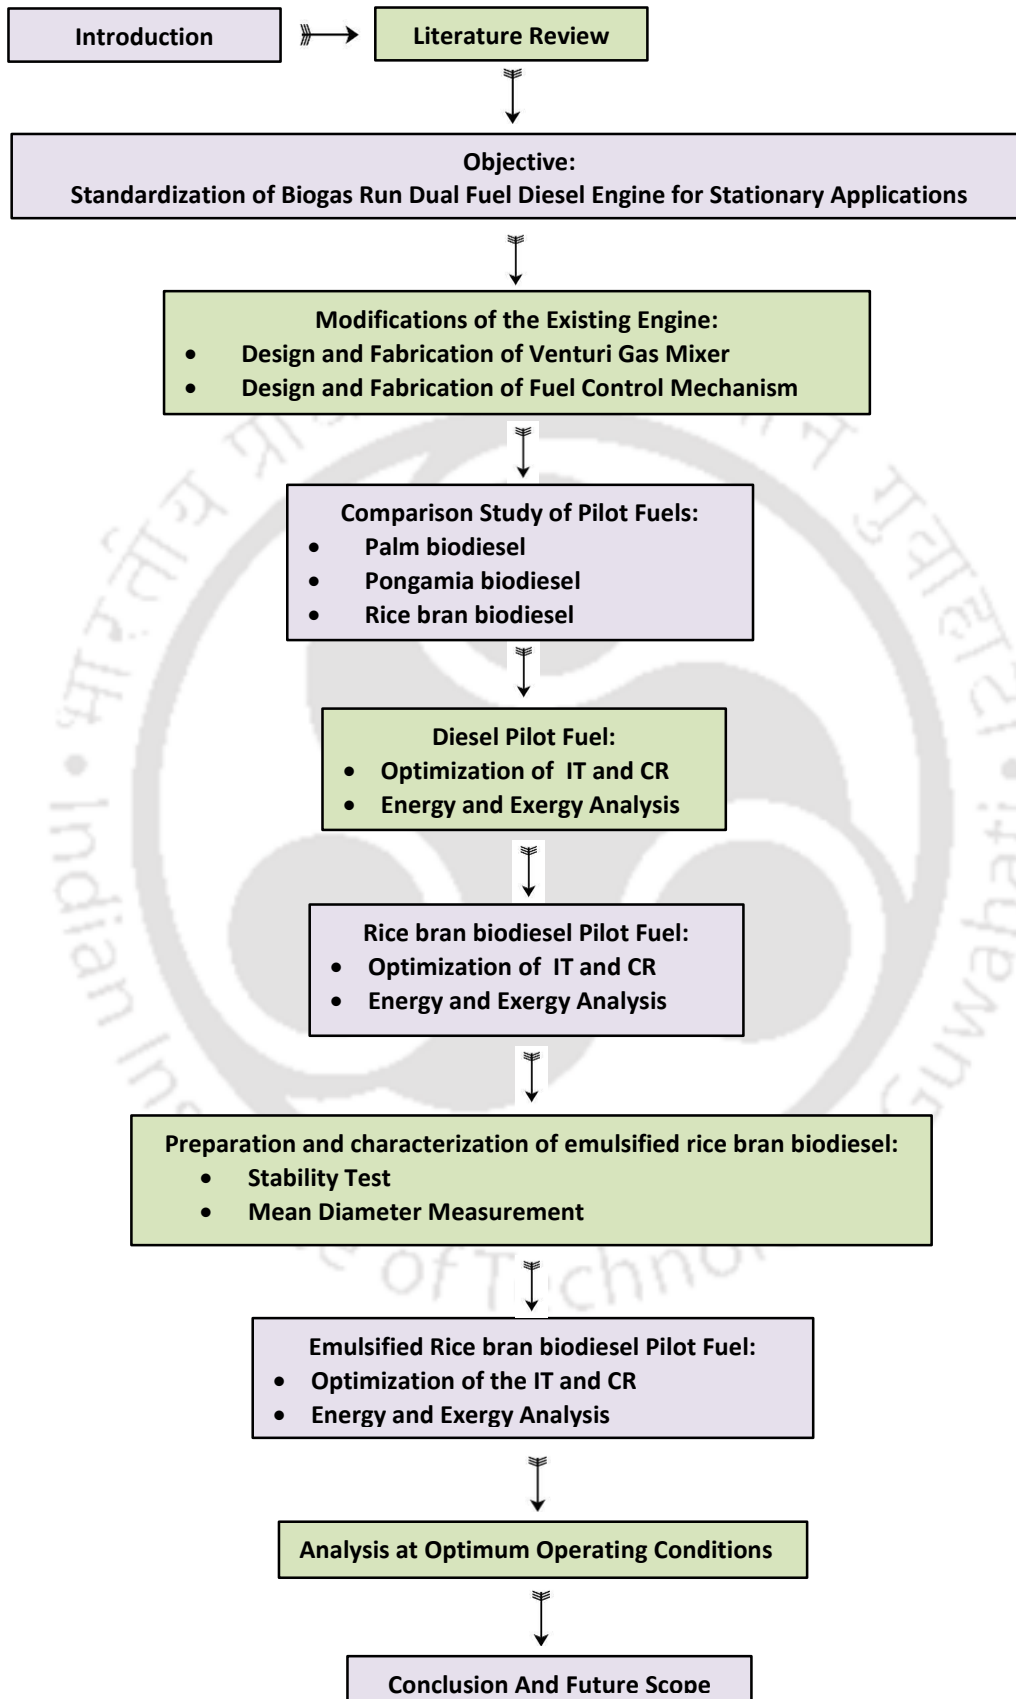 Introduction
Literature Review
Objective:
Standardization of Biogas Run Dual Fuel Diesel Engine for Stationary Applications
Modifications of the Existing Engine:
• Design and Fabrication of Venturi Gas Mixer
• Design and Fabrication of Fuel Control Mechanism
Comparison Study of Pilot Fuels:
• Palm biodiesel
• Pongamia biodiesel
• Rice bran biodiesel
Diesel Pilot Fuel:
• Optimization of IT and CR
• Energy and Exergy Analysis
Rice bran biodiesel Pilot Fuel:
• Optimization of IT and CR
• Energy and Exergy Analysis
Preparation and characterization of emulsified rice bran biodiesel:
• Stability Test
• Mean Diameter Measurement
Emulsified Rice bran biodiesel Pilot Fuel:
• Optimization of the IT and CR
• Energy and Exergy Analysis
Analysis at Optimum Operating Conditions
Conclusion And Future Scope
भारतीय
गुवाहाटी
Indian of Guwahati